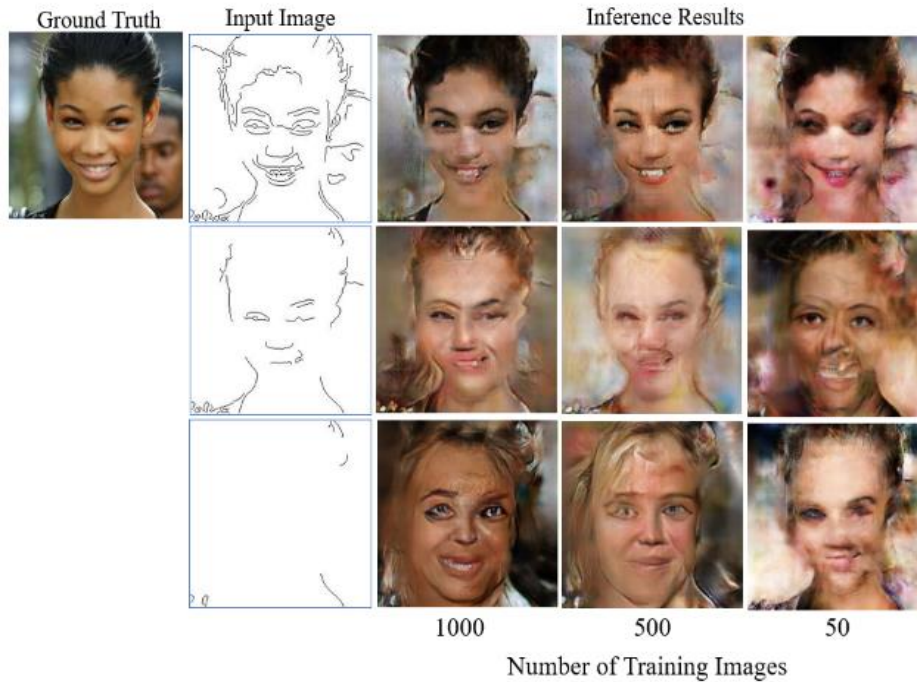 Ground Truth
Input Image
Inference Results
1000
500
50
Number of Training Images